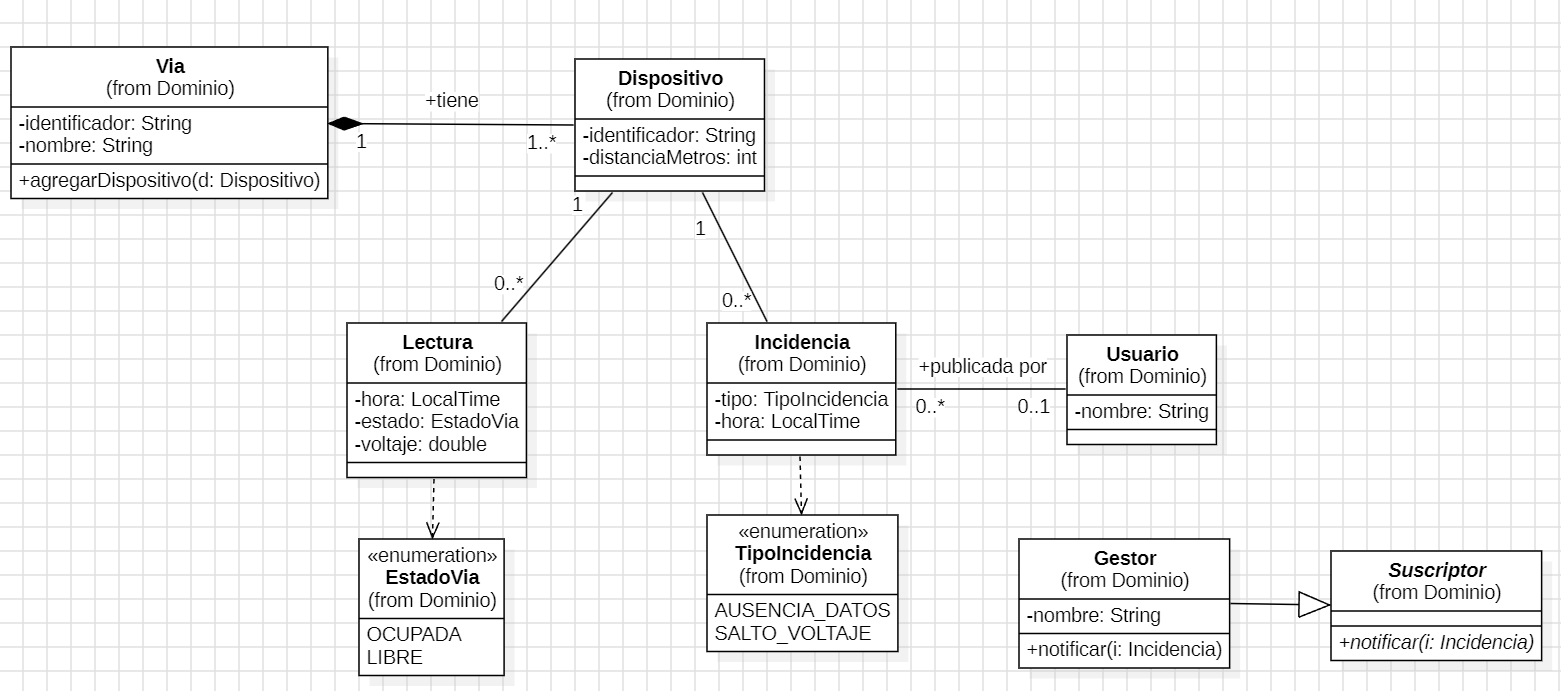 Via
(from Dominio)
-identificador: String
-nombre: String
+agregarDispositivo(d: Dispositivo)
+tiene
1
1..*
Dispositivo
(from Dominio)
-identificador: String
-distanciaMetros: int
1
0..*
1
0..*
Lectura
(from Dominio)
-hora: LocalTime
-estado: EstadoVia
-voltaje: double
Incidencia
(from Dominio)
-tipo: TipoIncidencia
-hora: LocalTime
+publicada por
0..*
0..1
Usuario
(from Dominio)
-nombre: String
«enumeration»
EstadoVia
(from Dominio)
OCUPADA
LIBRE
«enumeration»
TipoIncidencia
(from Dominio)
AUSENCIA_DATOS
SALTO_VOLTAJE
Gestor
(from Dominio)
-nombre: String
+notificar(i: Incidencia)
Suscriptor
(from Dominio)
+notificar(i: Incidencia)